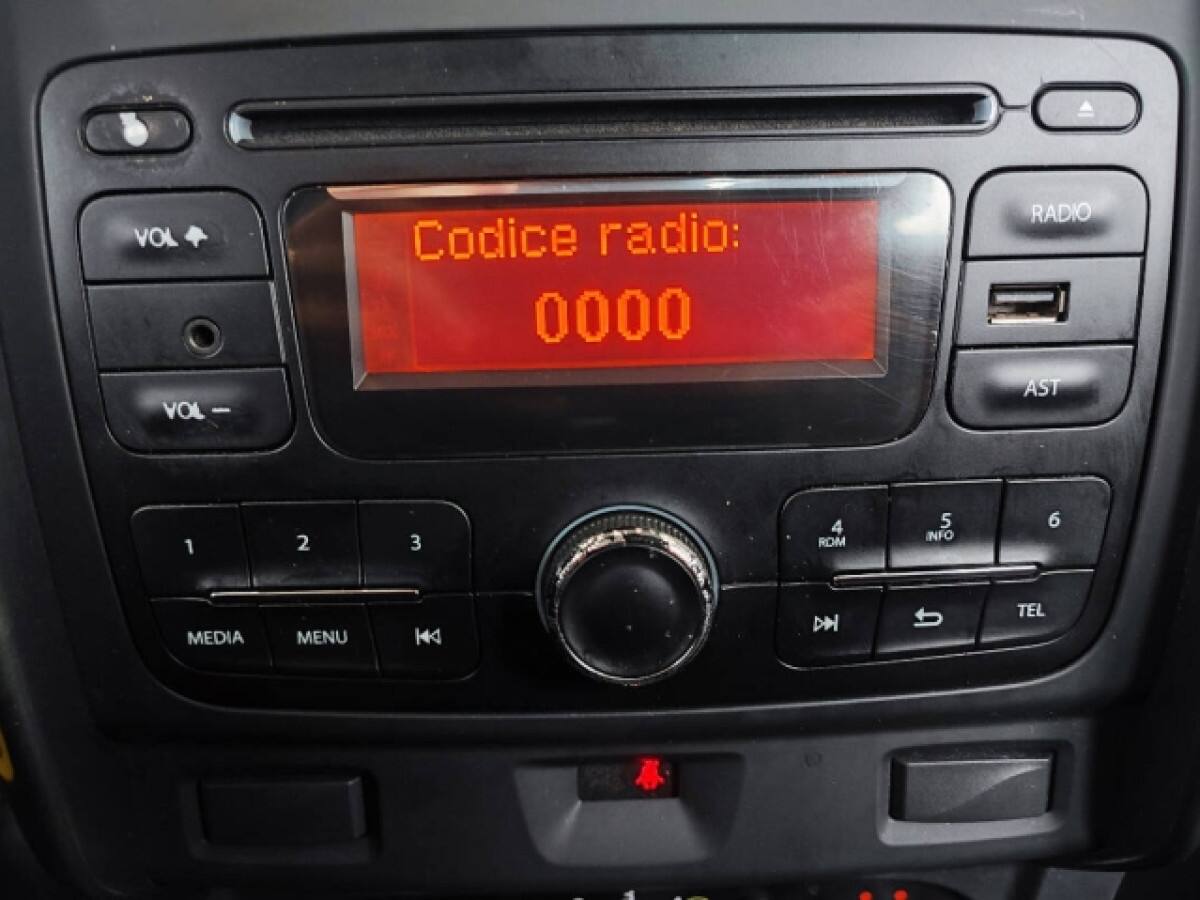 VOL
RADIO
Codice radio:
0000
VOL –
AST
1
2
3
4
RDM
5
INFO
6
MEDIA
MENU
TEL